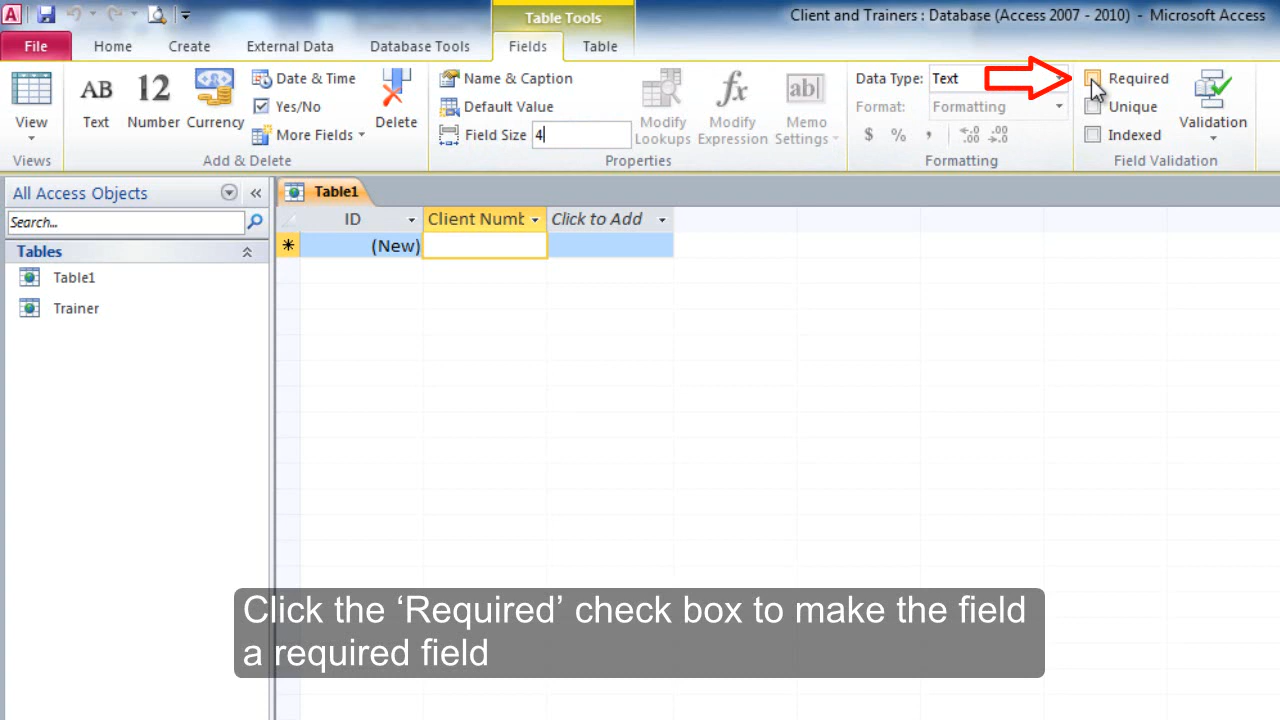 Table Tools
Client and Trainers : Database (Access 2007 - 2010) - Microsoft Access
File Home Create External Data Database Tools Fields Table
View
Views
AB
Text
12
Number
Currency
Date & Time
Yes/No
More Fields
Delete
Add & Delete
Name & Caption
Default Value
Field Size 4
Modify
Lookups
fx
Modify
Expression
ab|
Memo
Settings
Properties
Data Type: Text
Format: Formatting
$ % , .00 .00
Formatting
Required
Unique
Indexed
Validation
Field Validation
All Access Objects «
Search...
Tables
Table1
Trainer
Table1
ID Client Numb Click to Add
* (New)
Click the ‘Required’ check box to make the field
a required field